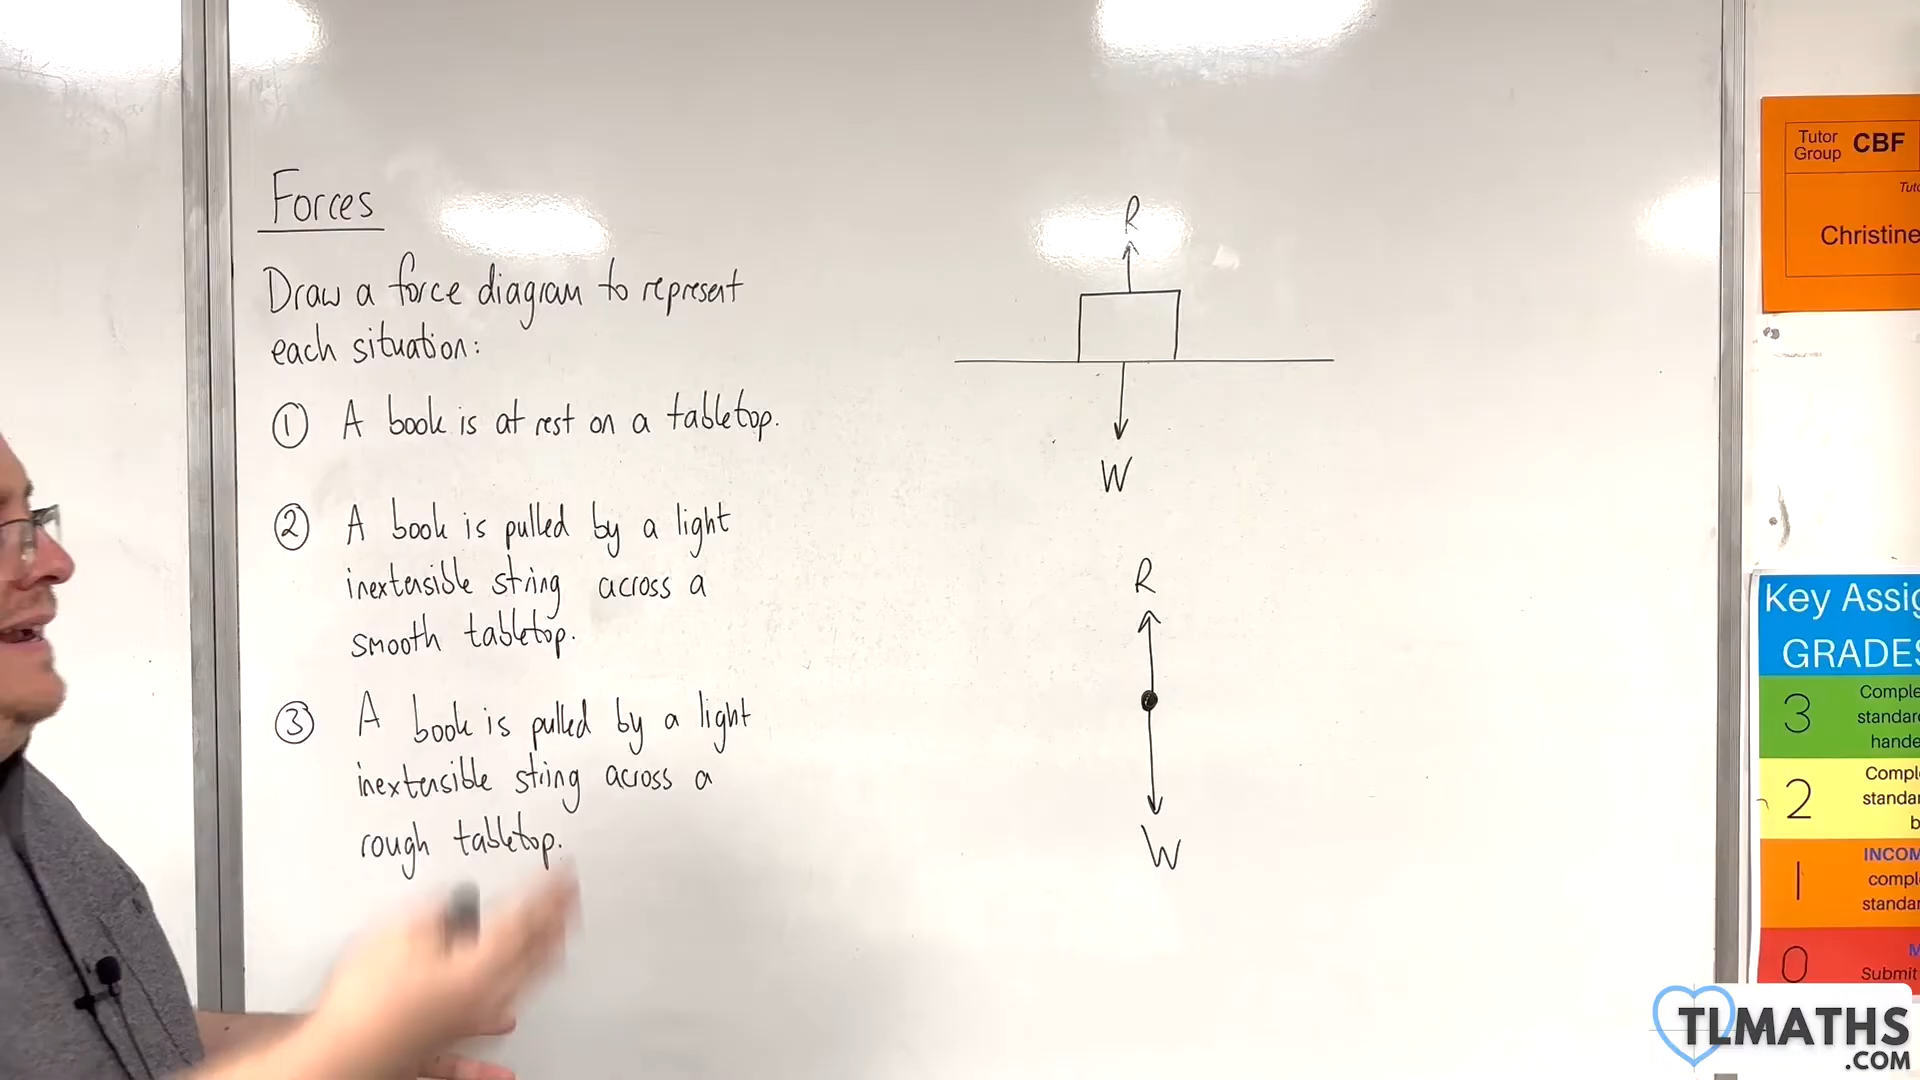 Forces
Draw a force diagram to represent
each situation:
① A book is at rest on a tabletop.
② A book is pulled by a light
inextensible string across a
smooth tabletop.
③ A book is pulled by a light
inextensible string across a
rough tabletop.
R
W
R
W
Tutor
Group CBF
Christine
Key Assig
GRADES
3
Comple
standar
hande
2
Compl
standar
b
1
INCOM
compl
standar
0
M
Submit
TLMATHS
.COM